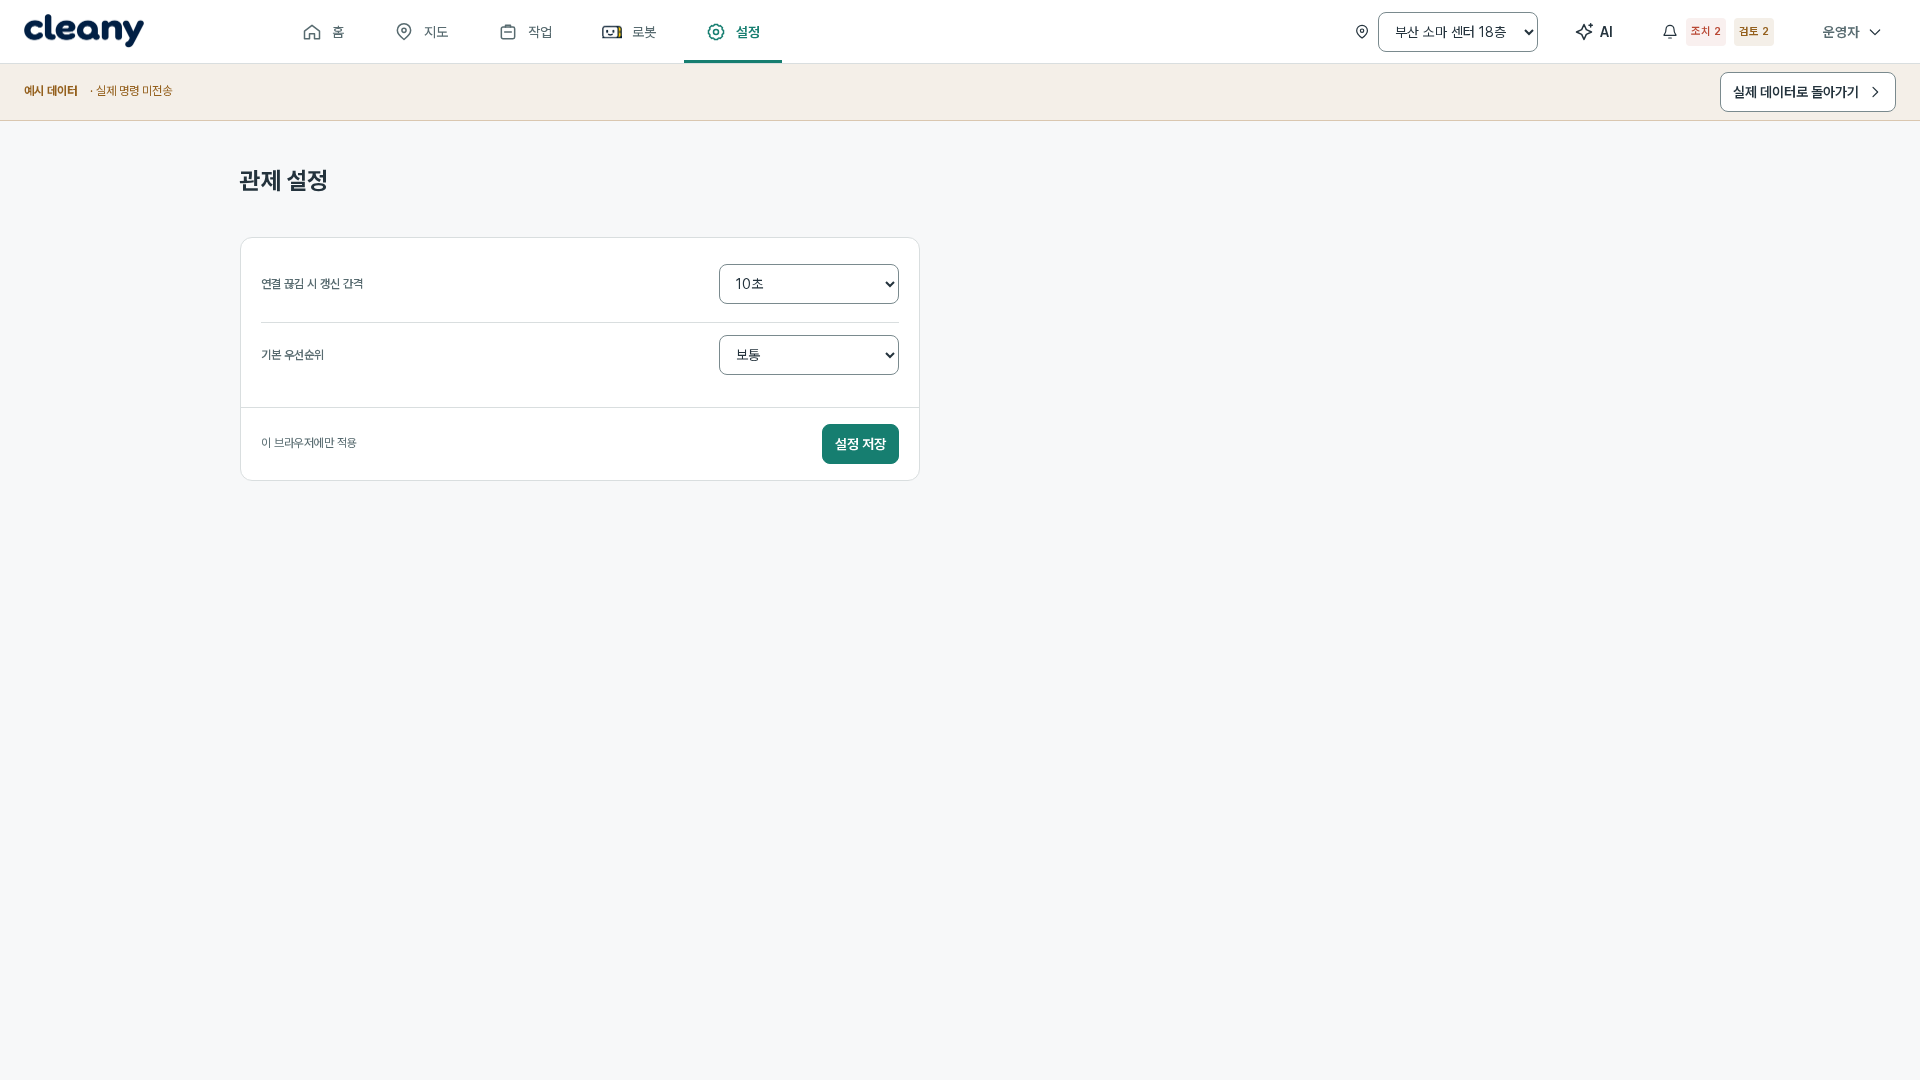 cleany
홈
지도
작업
로봇
설정
부산 소마 센터 18층
AI
조치 2
검토 2
운영자
예시 데이터 · 실제 명령 미전송
실제 데이터로 돌아가기
관제 설정
연결 끊김 시 갱신 간격
10초
기본 우선순위
보통
이 브라우저에만 적용
설정 저장